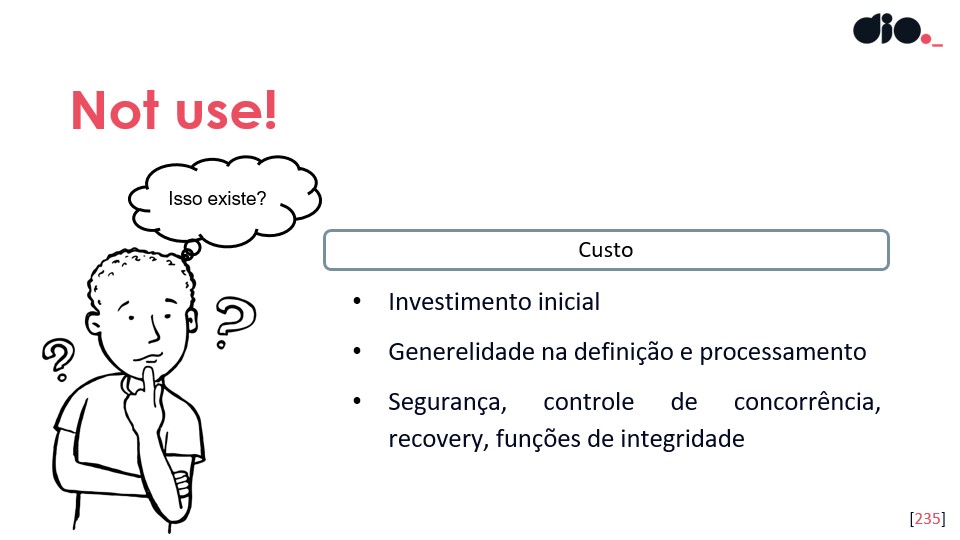 dio._
Not use!
Isso existe?
Custo
• Investimento inicial
• Generelidade na definição e processamento
• Segurança, controle de concorrência,
recovery, funções de integridade
[235]